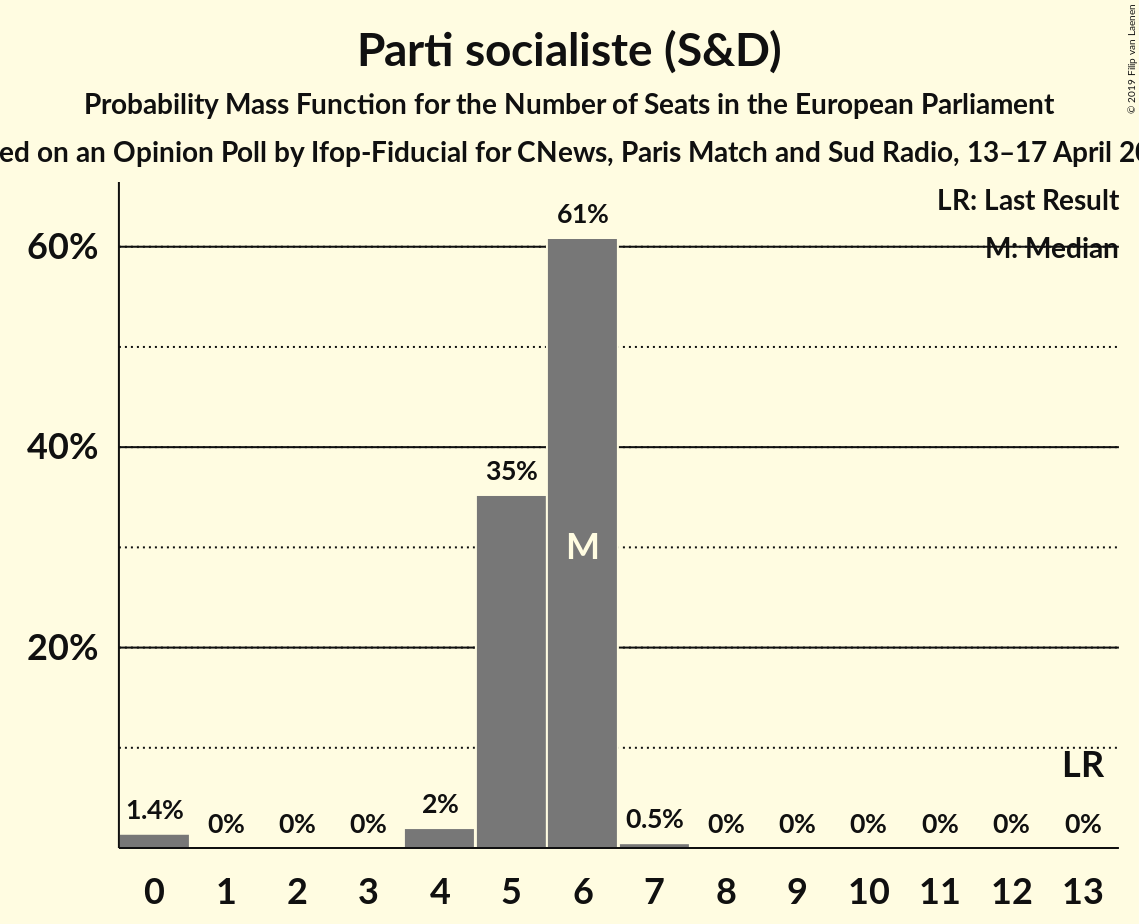 Parti socialiste (S&D)
Probability Mass Function for the Number of Seats in the European Parliament
on an Opinion Poll by Ifop-Fiducial for CNews, Paris Match and Sud Radio, 13–17 April
© 2019 Filip van Laenen
LR: Last Result
M: Median
61%
60%
40%
35%
M
20%
LR
1.4% 0% 0% 0% 2% 0.5% 0% 0% 0% 0% 0% 0%
0 1 2 3 4 5 6 7 8 9 10 11 12 13